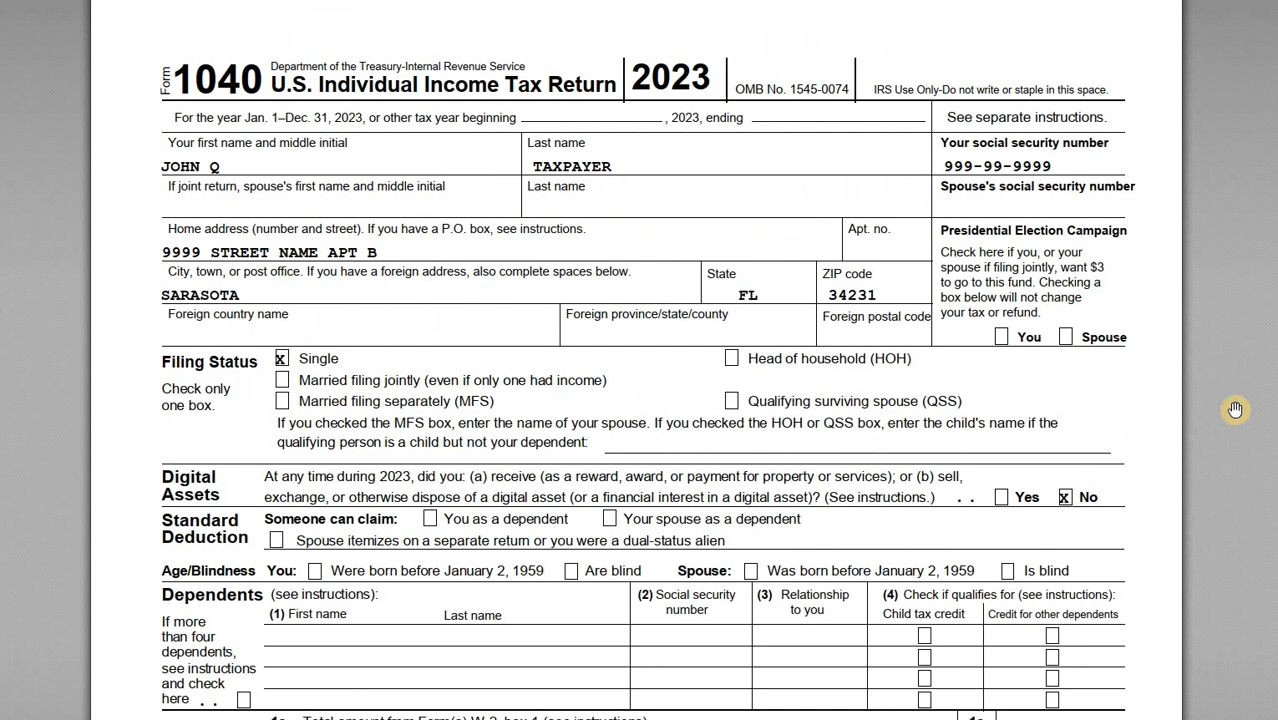 Form 1040 Department of the Treasury-Internal Revenue Service
U.S. Individual Income Tax Return 2023 OMB No. 1545-0074 IRS Use Only-Do not write or staple in this space.
For the year Jan. 1–Dec. 31, 2023, or other tax year beginning , 2023, ending See separate instructions.
Your first name and middle initial Last name Your social security number
JOHN Q TAXPAYER 999-99-9999
If joint return, spouse's first name and middle initial Last name Spouse's social security number
Home address (number and street). If you have a P.O. box, see instructions. Apt. no.
9999 STREET NAME APT B
City, town, or post office. If you have a foreign address, also complete spaces below. State ZIP code
SARASOTA FL 34231
Foreign country name Foreign province/state/county Foreign postal code
Presidential Election Campaign
Check here if you, or your
spouse if filing jointly, want $3
to go to this fund. Checking a
box below will not change
your tax or refund.
You Spouse
Filing Status x Single Head of household (HOH)
Check only
one box.
Married filing jointly (even if only one had income)
Married filing separately (MFS) Qualifying surviving spouse (QSS)
If you checked the MFS box, enter the name of your spouse. If you checked the HOH or QSS box, enter the child's name if the
qualifying person is a child but not your dependent:
Digital
Assets
At any time during 2023, did you: (a) receive (as a reward, award, or payment for property or services); or (b) sell,
exchange, or otherwise dispose of a digital asset (or a financial interest in a digital asset)? (See instructions.) . . Yes x No
Standard
Deduction
Someone can claim: You as a dependent Your spouse as a dependent
Spouse itemizes on a separate return or you were a dual-status alien
Age/Blindness You: Were born before January 2, 1959 Are blind Spouse: Was born before January 2, 1959 Is blind
Dependents (see instructions):
(1) First name Last name
(2) Social security
number
(3) Relationship
to you
(4) Check if qualifies for (see instructions):
Child tax credit Credit for other dependents
If more
than four
dependents,
see instructions
and check
here . .
1a Total amount from Form(s) W-2, box 1 (see instructions) 1a